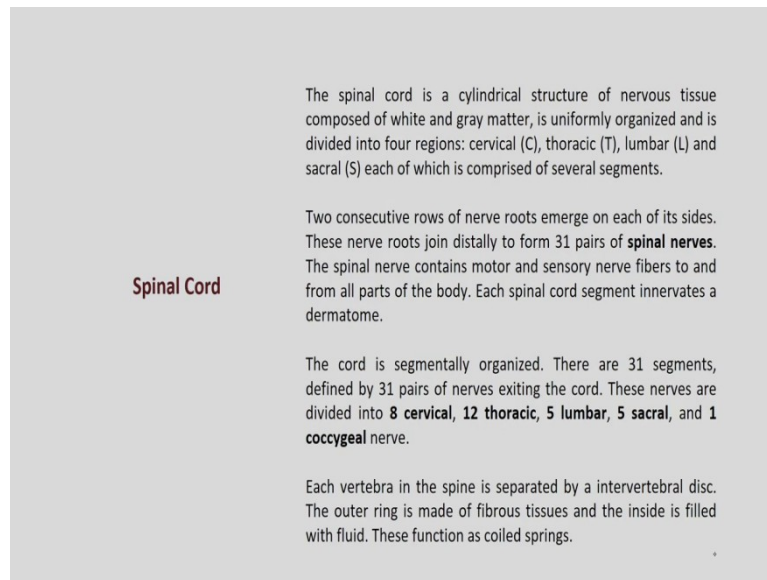 Spinal Cord
The spinal cord is a cylindrical structure of nervous tissue
composed of white and gray matter, is uniformly organized and is
divided into four regions: cervical (C), thoracic (T), lumbar (L) and
sacral (S) each of which is comprised of several segments.
Two consecutive rows of nerve roots emerge on each of its sides.
These nerve roots join distally to form 31 pairs of spinal nerves.
The spinal nerve contains motor and sensory nerve fibers to and
from all parts of the body. Each spinal cord segment innervates a
dermatome.
The cord is segmentally organized. There are 31 segments,
defined by 31 pairs of nerves exiting the cord. These nerves are
divided into 8 cervical, 12 thoracic, 5 lumbar, 5 sacral, and 1
coccygeal nerve.
Each vertebra in the spine is separated by a intervertebral disc.
The outer ring is made of fibrous tissues and the inside is filled
with fluid. These function as coiled springs.